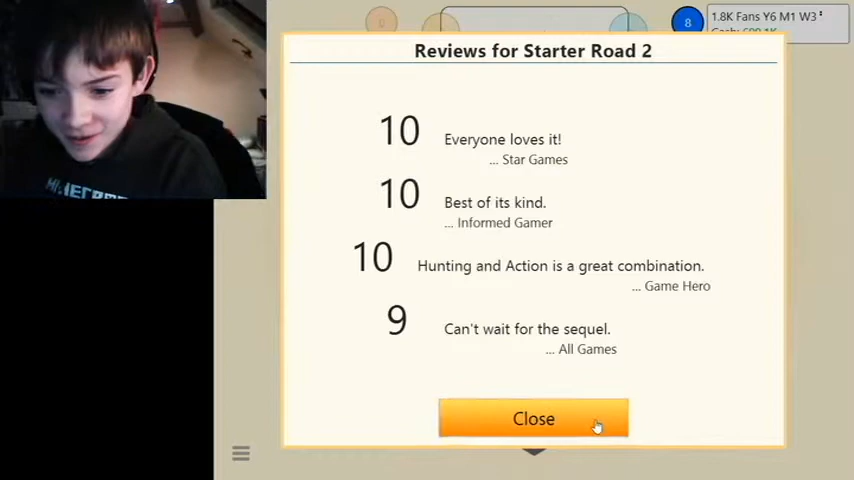 8
1.8K Fans Y6 M1 W3
Reviews for Starter Road 2
10 Everyone loves it!
... Star Games
10 Best of its kind.
... Informed Gamer
10 Hunting and Action is a great combination.
... Game Hero
9 Can't wait for the sequel.
... All Games
Close